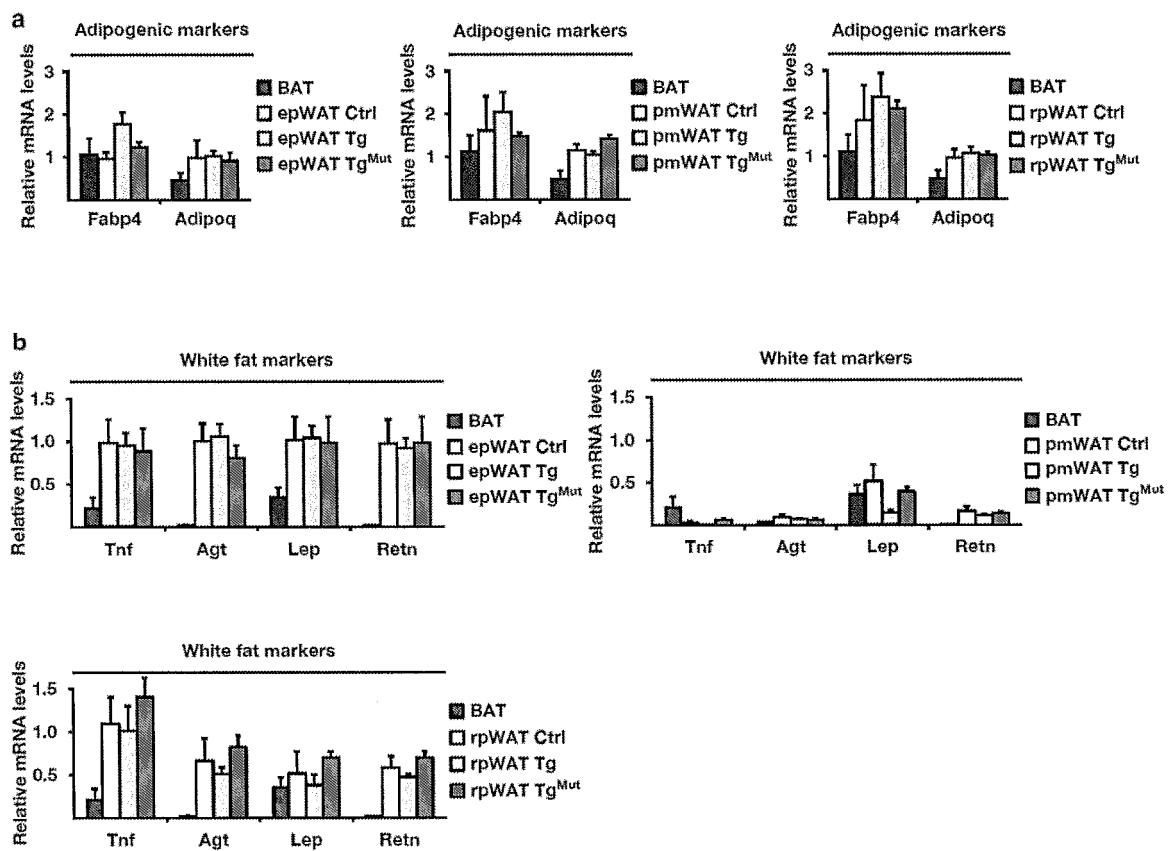 a
Adipogenic markers
Relative mRNA levels
3
2
1
Fabp4 Adipoq
BAT
epWAT Ctrl
epWAT Tg
epWAT TgMut
Adipogenic markers
Relative mRNA levels
3
2
1
Fabp4 Adipoq
BAT
pmWAT Ctrl
pmWAT Tg
pmWAT TgMut
Adipogenic markers
Relative mRNA levels
3
2
1
Fabp4 Adipoq
BAT
rpWAT Ctrl
rpWAT Tg
rpWAT TgMut
b
White fat markers
Relative mRNA levels
1.5
1.0
0.5
Tnf Agt Lep Retn
BAT
epWAT Ctrl
epWAT Tg
epWAT TgMut
White fat markers
Relative mRNA levels
1.5
1.0
0.5
Tnf Agt Lep Retn
BAT
pmWAT Ctrl
pmWAT Tg
pmWAT TgMut
White fat markers
Relative mRNA levels
1.5
1.0
0.5
Tnf Agt Lep Retn
BAT
rpWAT Ctrl
rpWAT Tg
rpWAT TgMut